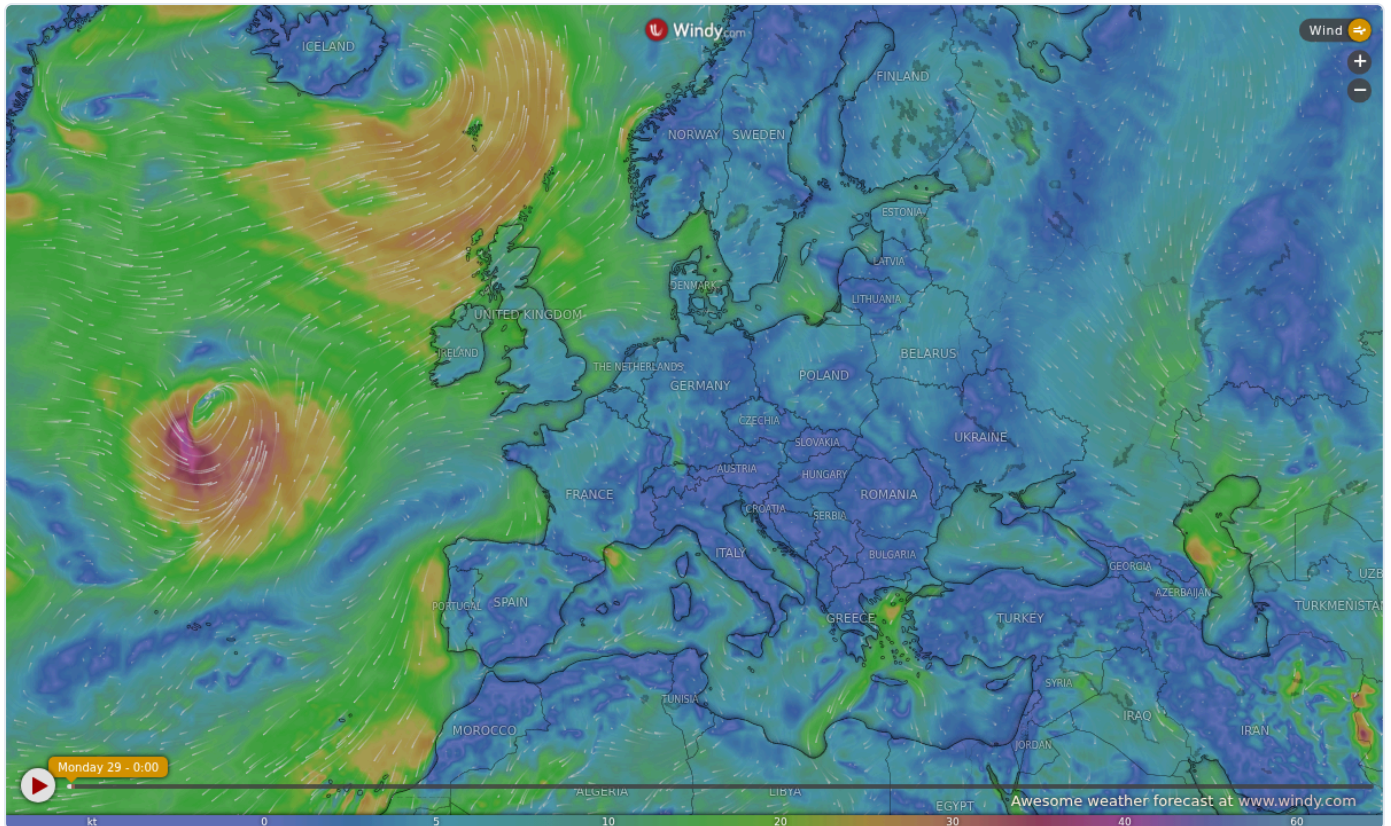 ICELAND
Windy.com
Wind
+
−
FINLAND
NORWAY
SWEDEN
ESTONIA
LATVIA
DENMARK
LITHUANIA
UNITED KINGDOM
IRELAND
THE NETHERLANDS
BELARUS
GERMANY
POLAND
CZECHIA
UKRAINE
SLOVAKIA
AUSTRIA
HUNGARY
FRANCE
ROMANIA
CROATIA
SERBIA
ITALY
BULGARIA
GEORGIA
UZB
AZERBAIJAN
PORTUGAL
SPAIN
TURKMENISTAN
GREECE
TURKEY
SYRIA
TUNISIA
IRAQ
MOROCCO
IRAN
JORDAN
Monday 29 - 0:00
ALGERIA
LIBYA
EGYPT
Awesome weather forecast at www.windy.com
kt 0 5 10 20 30 40 60